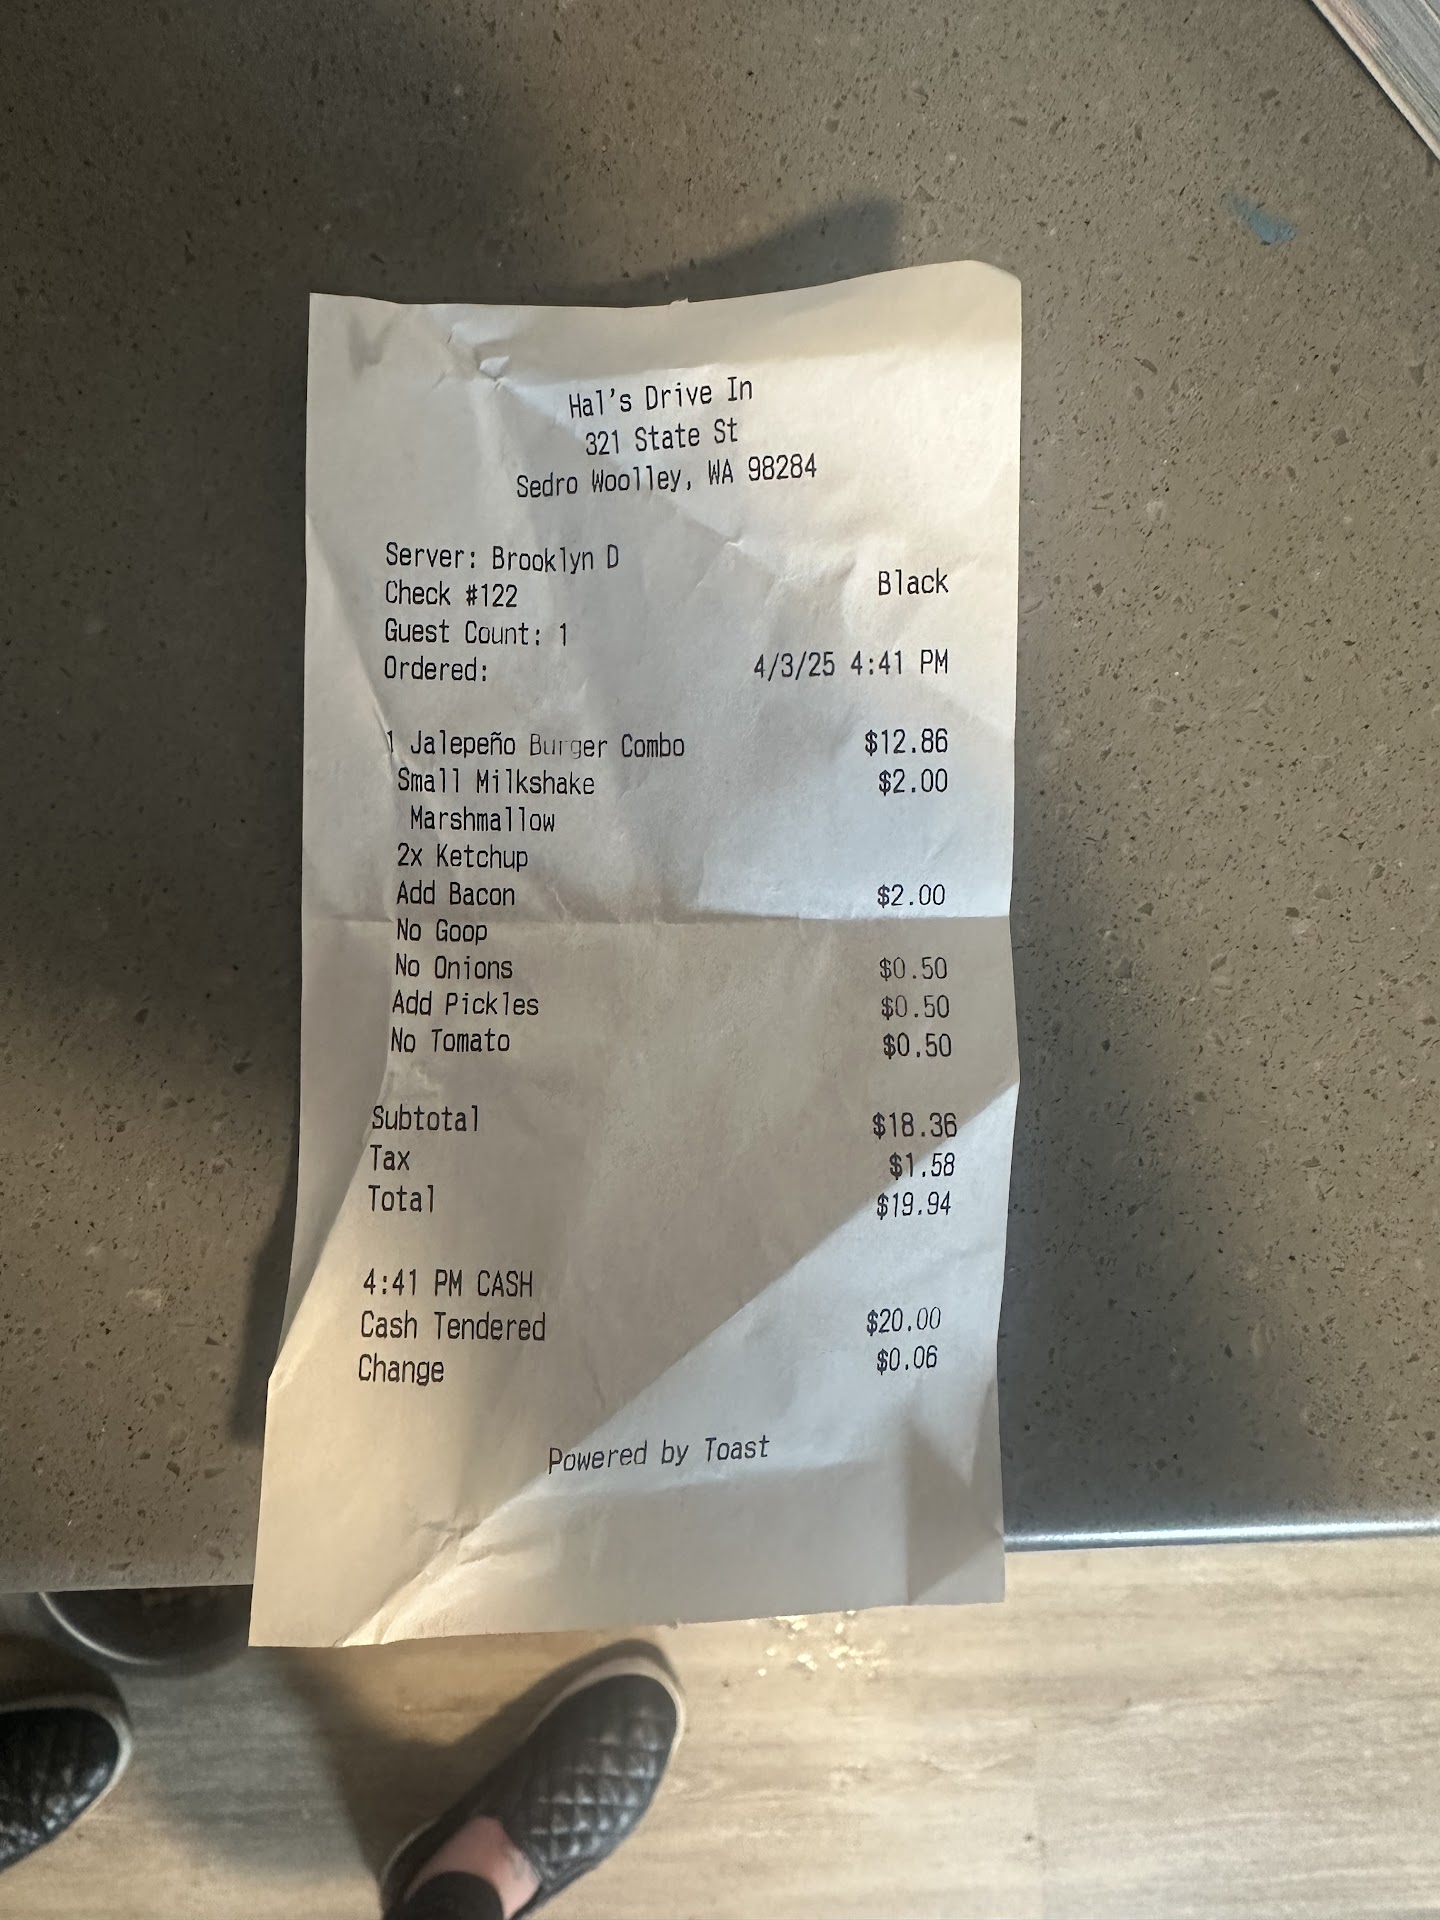 Hal's Drive In
321 State St
Sedro Woolley, WA 98284
Server: Brooklyn D
Check #122 Black
Guest Count: 1
Ordered: 4/3/25 4:41 PM
1 Jalepeño Burger Combo $12.86
Small Milkshake $2.00
Marshmallow
2x Ketchup
Add Bacon $2.00
No Goop
No Onions $0.50
Add Pickles $0.50
No Tomato $0.50
Subtotal $18.36
Tax $1.58
Total $19.94
4:41 PM CASH
Cash Tendered $20.00
Change $0.06
Powered by Toast